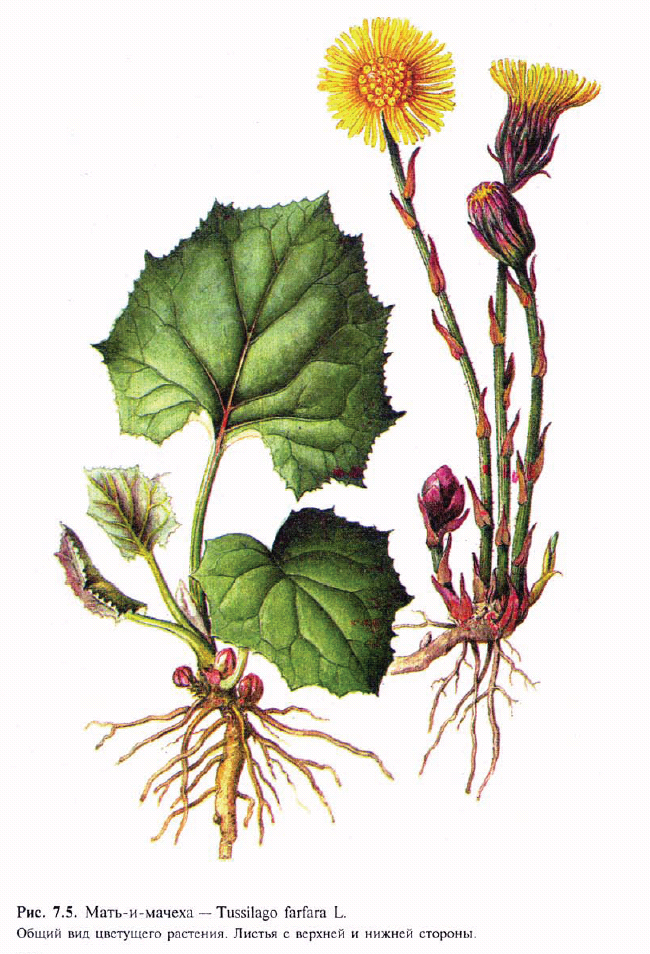 Рис. 7.5. Мать-и-мачеха — Tussilago farfara L.
Общий вид цветущего растения. Листья с верхней и нижней стороны.